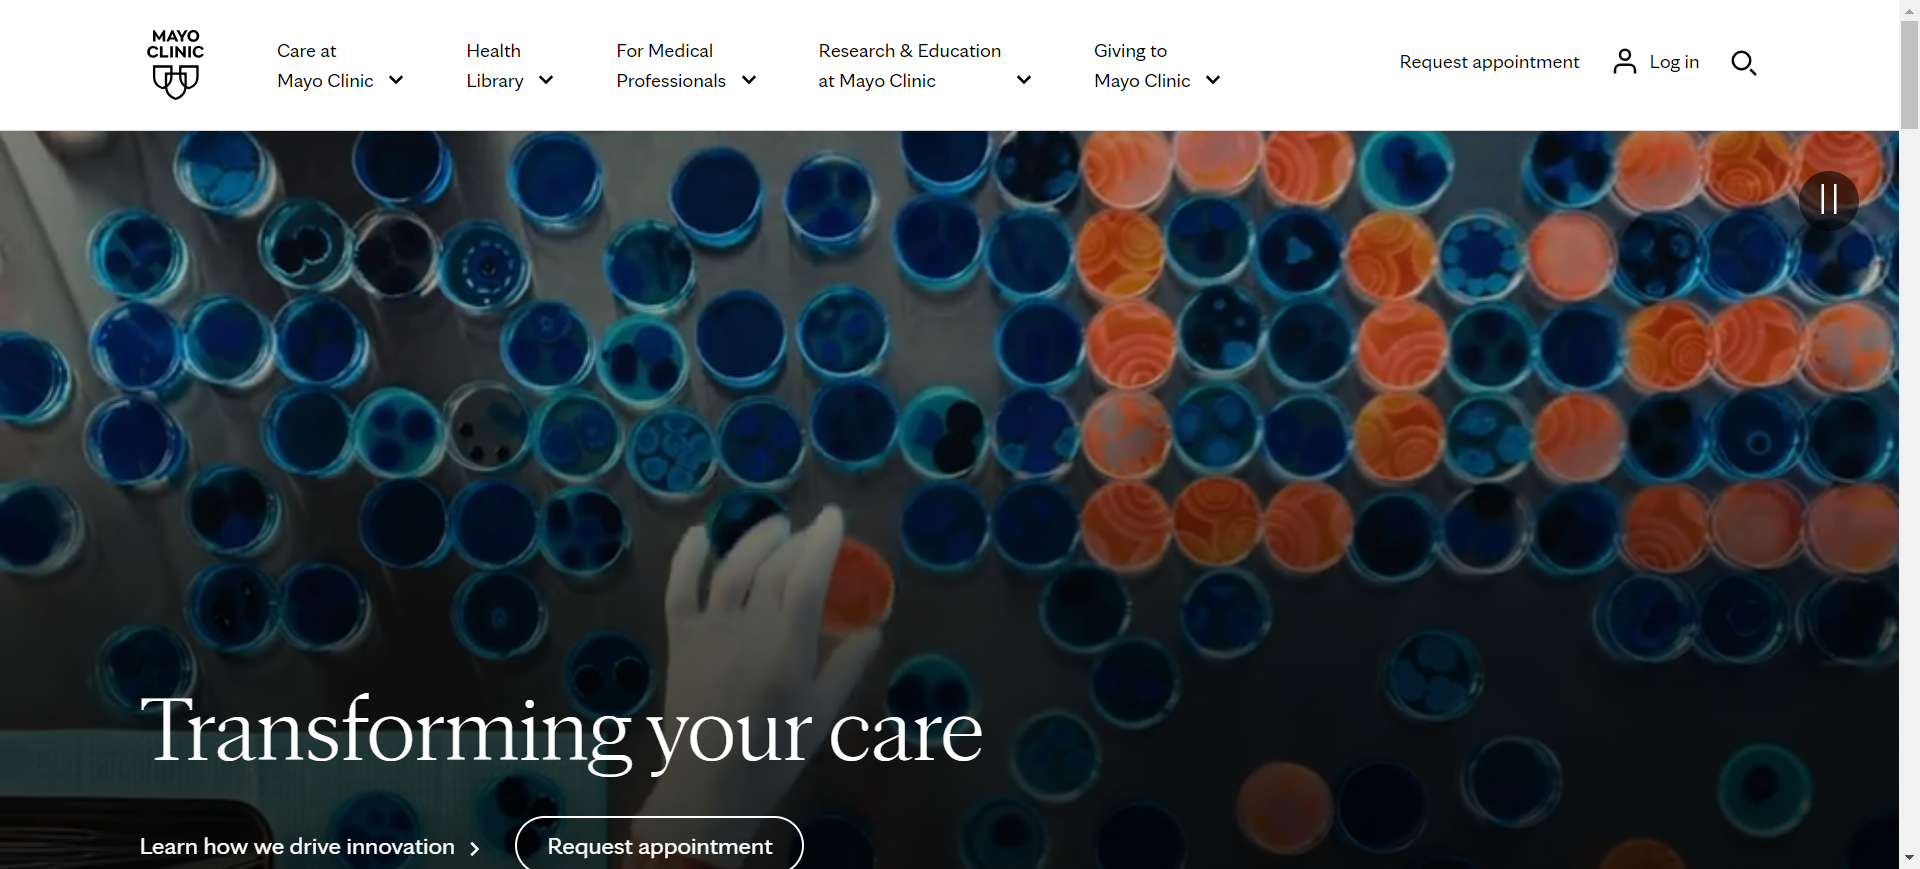 MAYO
CLINIC
Care at
Mayo Clinic
Health
Library
For Medical
Professionals
Research & Education
at Mayo Clinic
Giving to
Mayo Clinic
Request appointment
Log in
Transforming your care
Learn how we drive innovation
Request appointment